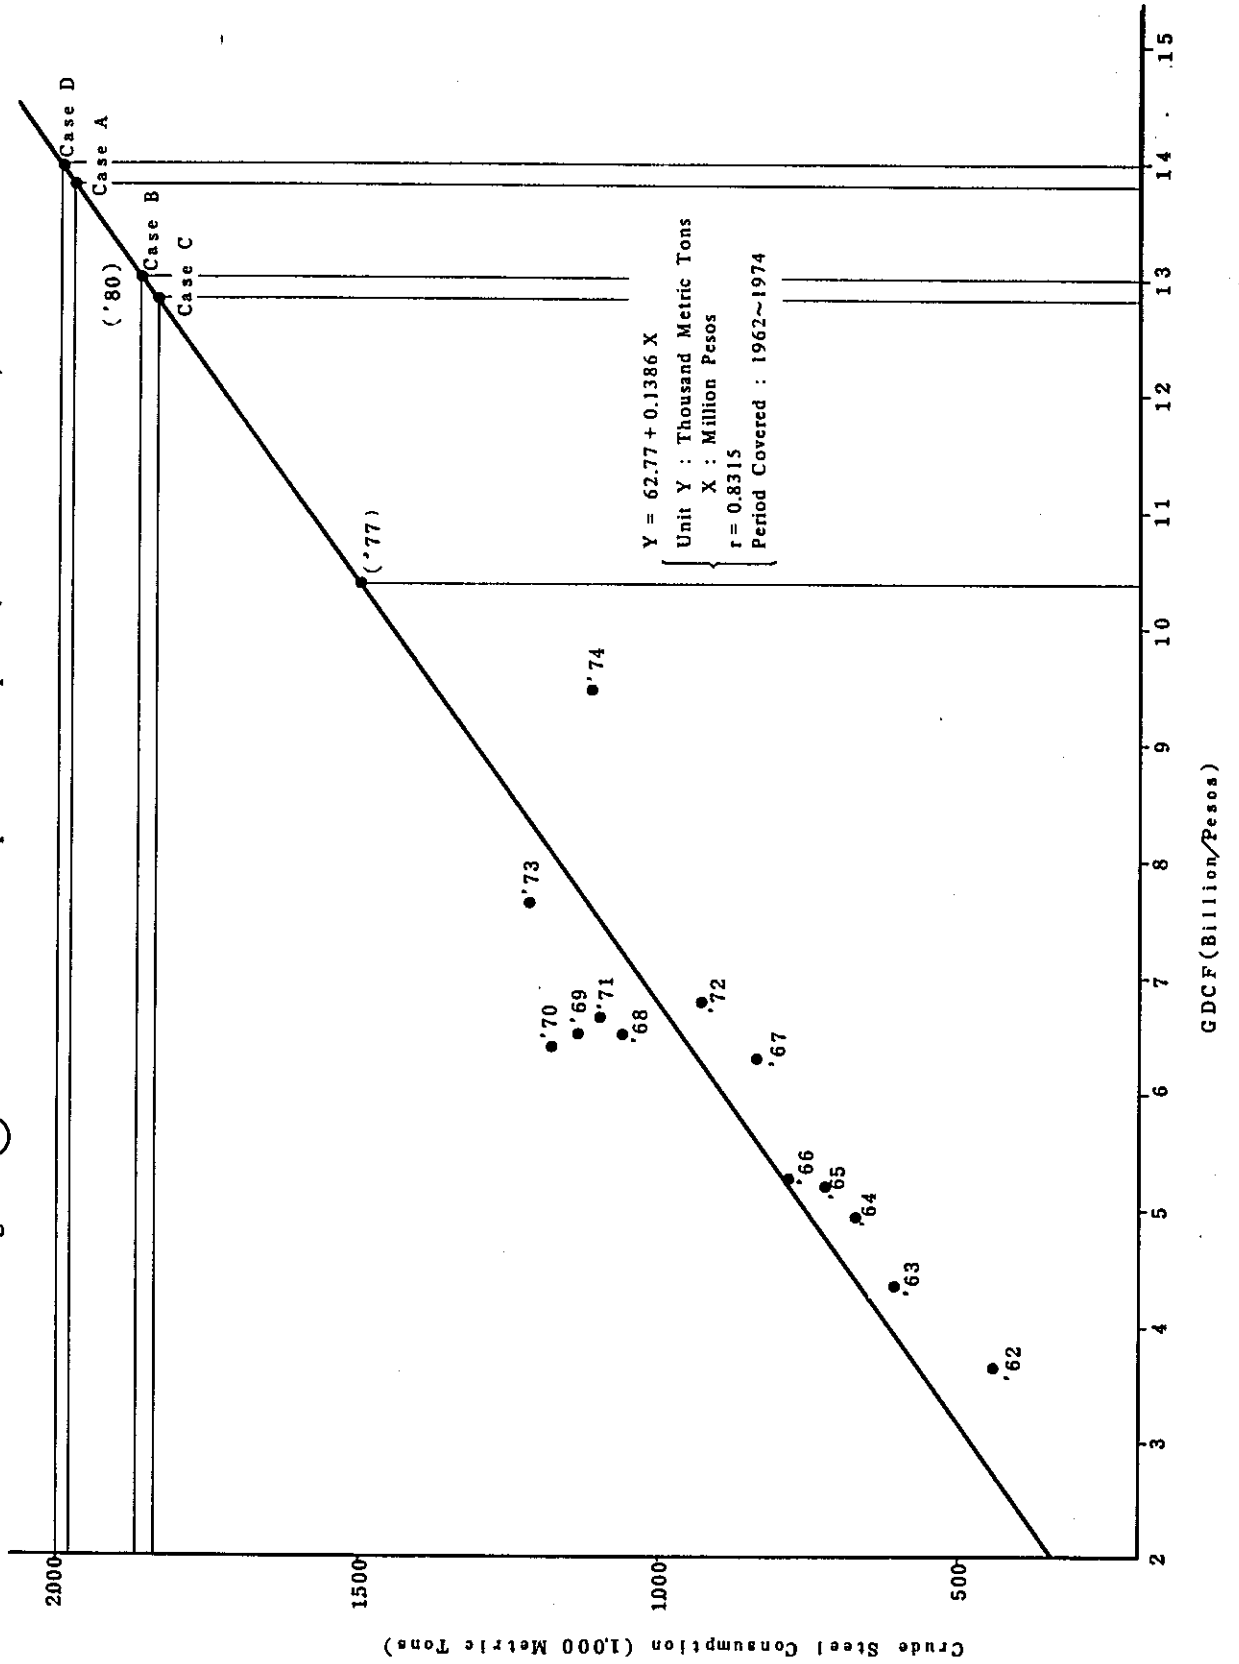 2000
1500
1000
500
Crude Steel Consumption (1,000 Metric Tons)
Case D
Case A
('80)
Case B
Case C
('77)
Y = 62.77 + 0.1386 X
Unit Y : Thousand Metric Tons
X : Million Pesos
r = 0.8315
Period Covered : 1962~1974
'74
'73
'70
'69
'71
'68
'72
'67
'66
'65
'64
'63
'62
2 3 4 5 6 7 8 9 10 11 12 13 14 15
GDCF(Billion/Pesos)